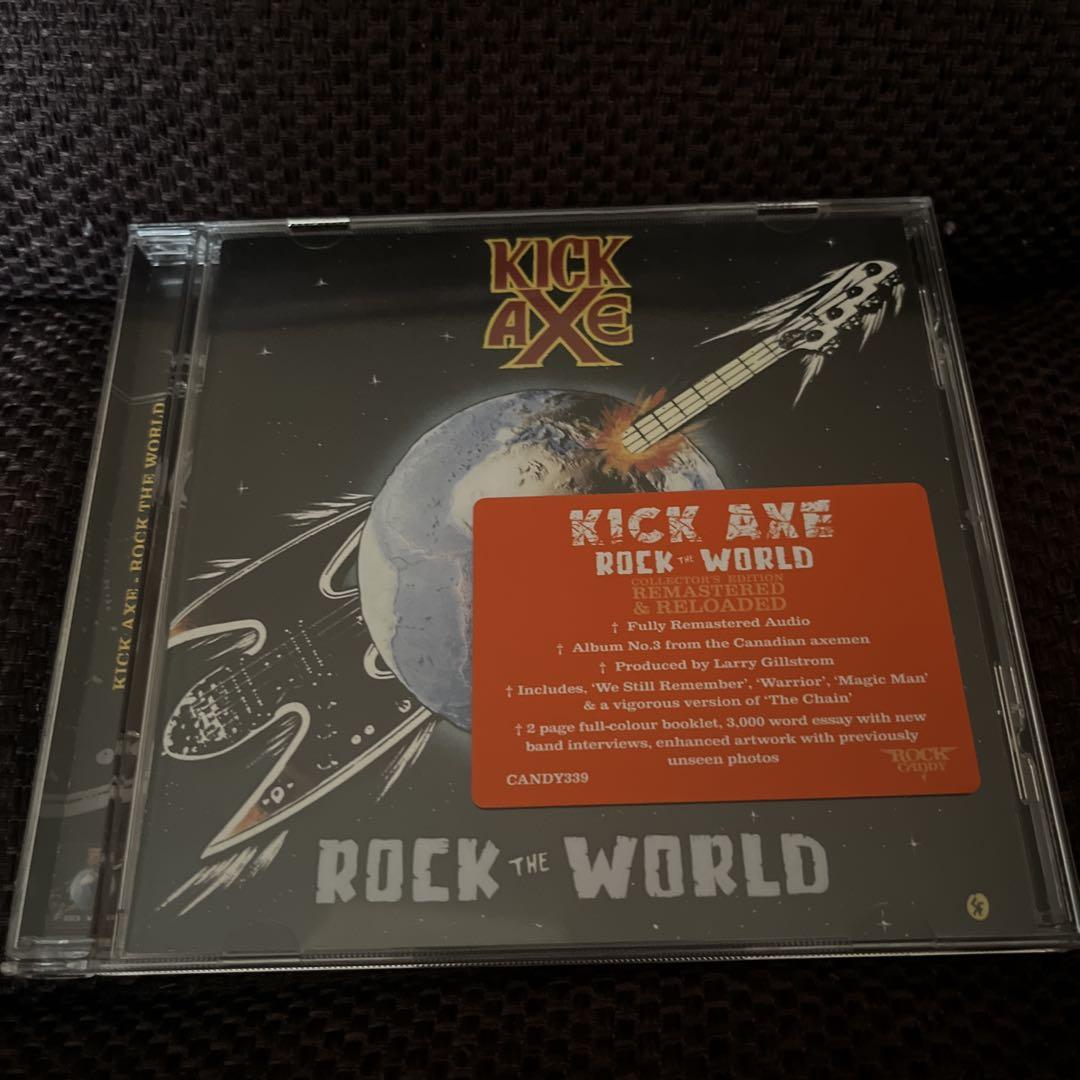 KICK
AXE
KICK AXE - ROCK THE WORLD
KICK AXE
ROCK THE WORLD
COLLECTOR'S EDITION
REMASTERED
& RELOADED
† Fully Remastered Audio
† Album No.3 from the Canadian axemen
† Produced by Larry Gillstrom
† Includes, 'We Still Remember', 'Warrior', 'Magic Man'
& a vigorous version of 'The Chain'
† 2 page full-colour booklet, 3,000 word essay with new
band interviews, enhanced artwork with previously
unseen photos
CANDY339
ROCK
CANDY
ROCK THE WORLD